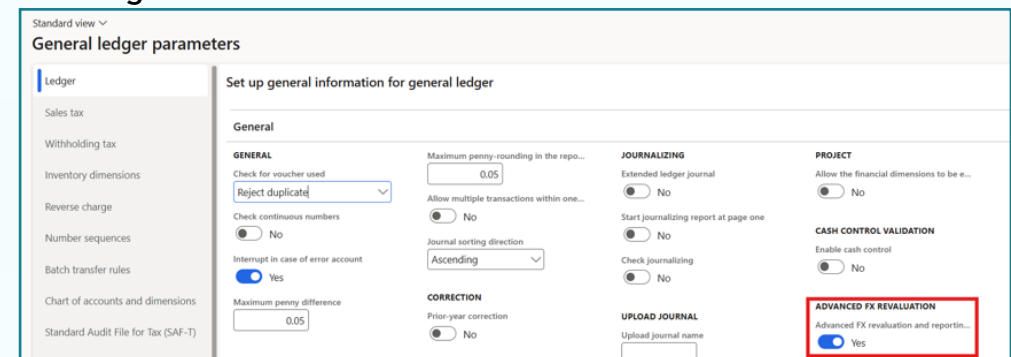 Standard view
General ledger parameters
Ledger
Sales tax
Withholding tax
Inventory dimensions
Reverse charge
Number sequences
Batch transfer rules
Chart of accounts and dimensions
Standard Audit File for Tax (SAF-T)
Set up general information for general ledger
General
GENERAL
Check for voucher used
Reject duplicate
Check continuous numbers
No
Interrupt in case of error account
Yes
Maximum penny difference
0.05
Maximum penny-rounding in the repo...
0.05
Allow multiple transactions within one...
No
Journal sorting direction
Ascending
CORRECTION
Prior-year correction
No
JOURNALIZING
Extended ledger journal
No
Start journalizing report at page one
No
Check journalizing
No
UPLOAD JOURNAL
Upload journal name
PROJECT
Allow the financial dimensions to be e...
No
CASH CONTROL VALIDATION
Enable cash control
No
ADVANCED FX REVALUATION
Advanced FX revaluation and reportin...
Yes